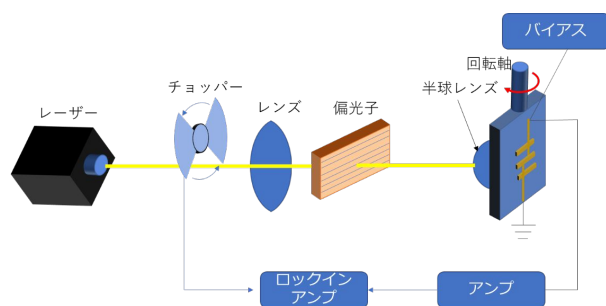 バイアス
回転軸
チョッパー
半球レンズ
レーザー
レンズ
偏光子
ロックイン
アンプ
アンプ